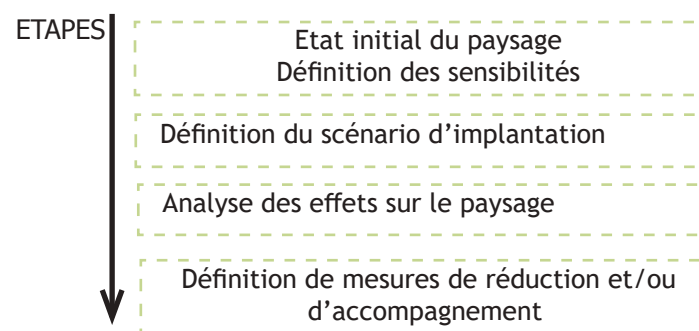 ETAPES
Etat initial du paysage
Définition des sensibilités
Définition du scénario d’implantation
Analyse des effets sur le paysage
Définition de mesures de réduction et/ou
d’accompagnement